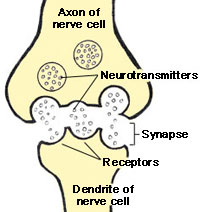 Axon of
nerve cell
Neurotransmitters
Synapse
Receptors
Dendrite of
nerve cell